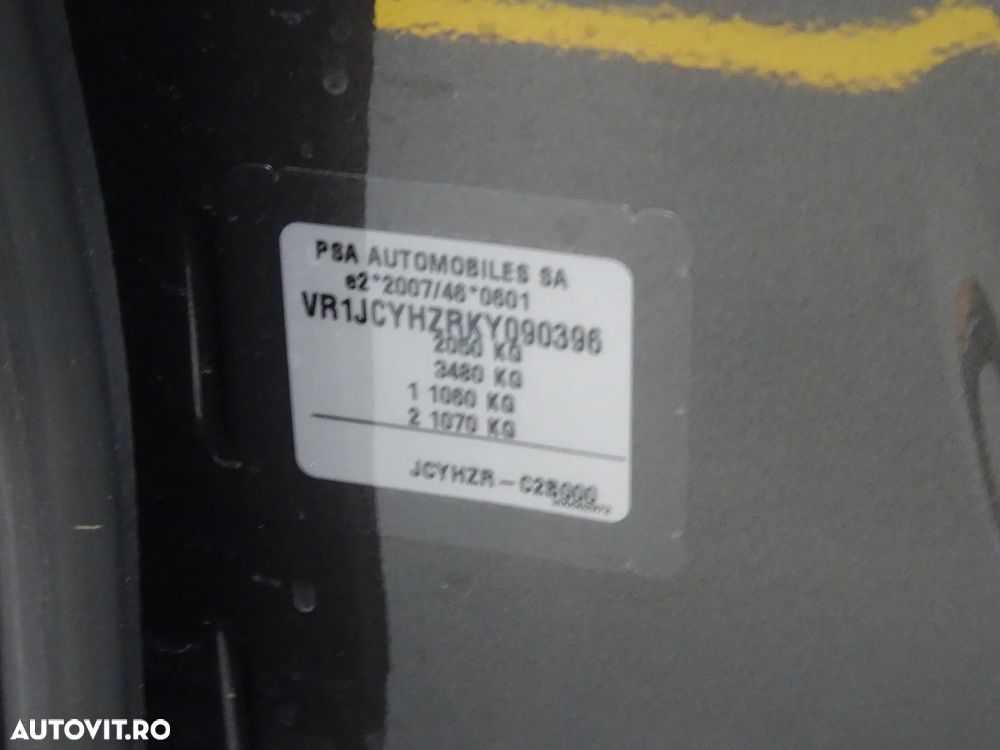 PSA AUTOMOBILES SA
e2*2007/46*0601
VR1JCYHZRKY090396
2050 KG
3480 KG
1 1060 KG
2 1070 KG
JCYHZR - C2B000
AUTOVIT.RO